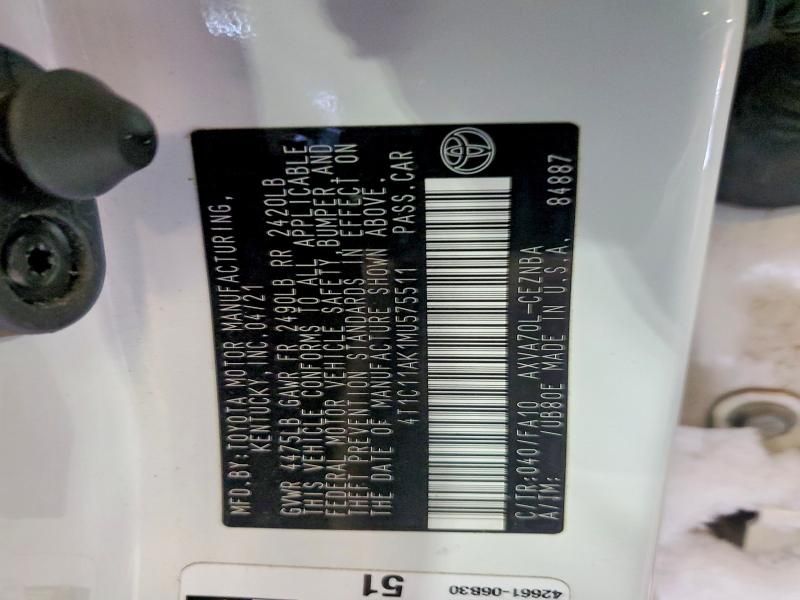 MFD.BY:TOYOTA MOTOR MANUFACTURING,
KENTUCKY, INC 04/21
GVWR 4475LB GAWR FR 2490LB RR 2420LB
THIS VEHICLE CONFORMS TO ALL APPLICABLE
FEDERAL MOTOR VEHICLE SAFETY,BUMPER,AND
THEFT PREVENTION STANDARDS IN EFFECT ON
THE DATE OF MANUFACTURE SHOWN ABOVE.
4T1C11AK1MU575511 PASS.CAR
C/TR:040/FA10 AXVA70L-CEZNBA
A/TM: /UB80E MADE IN U.S.A. 84887
51
42661-06B30